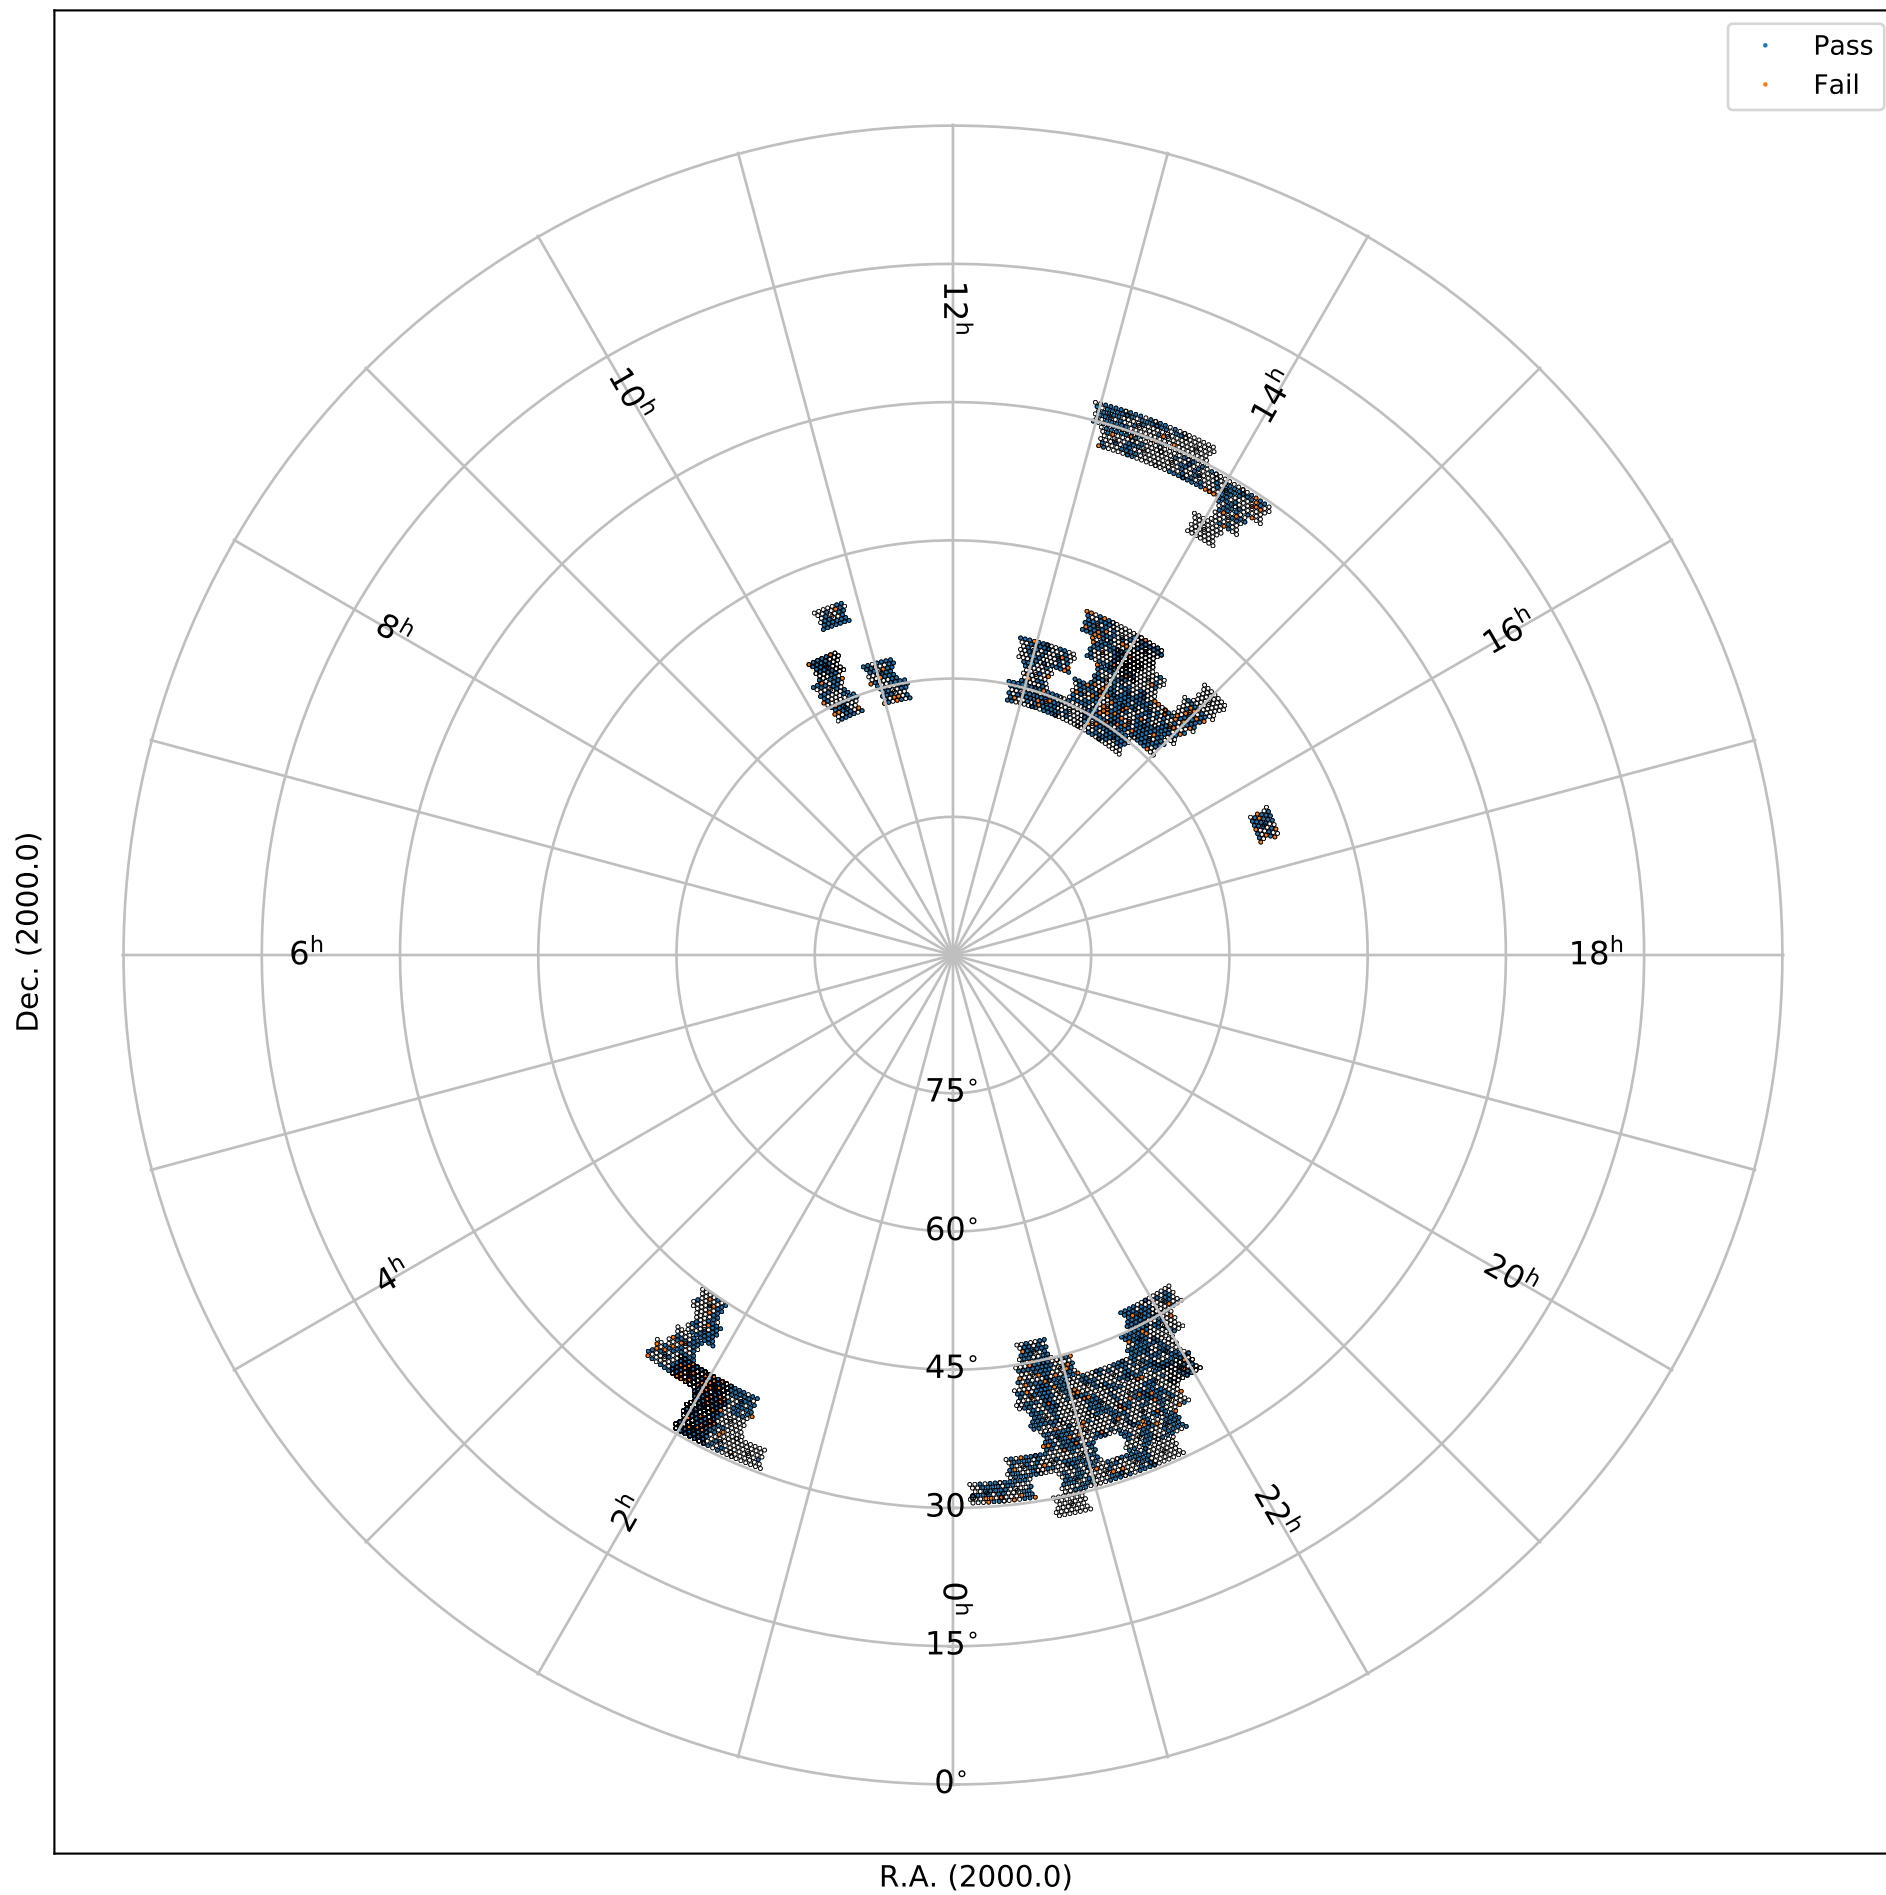 Pass
Fail
12h
10h
14h
8h
16h
6h
18h
75°
60°
4h
20h
45°
2h
30
22h
0h
15°
0°
Dec. (2000.0)
R.A. (2000.0)